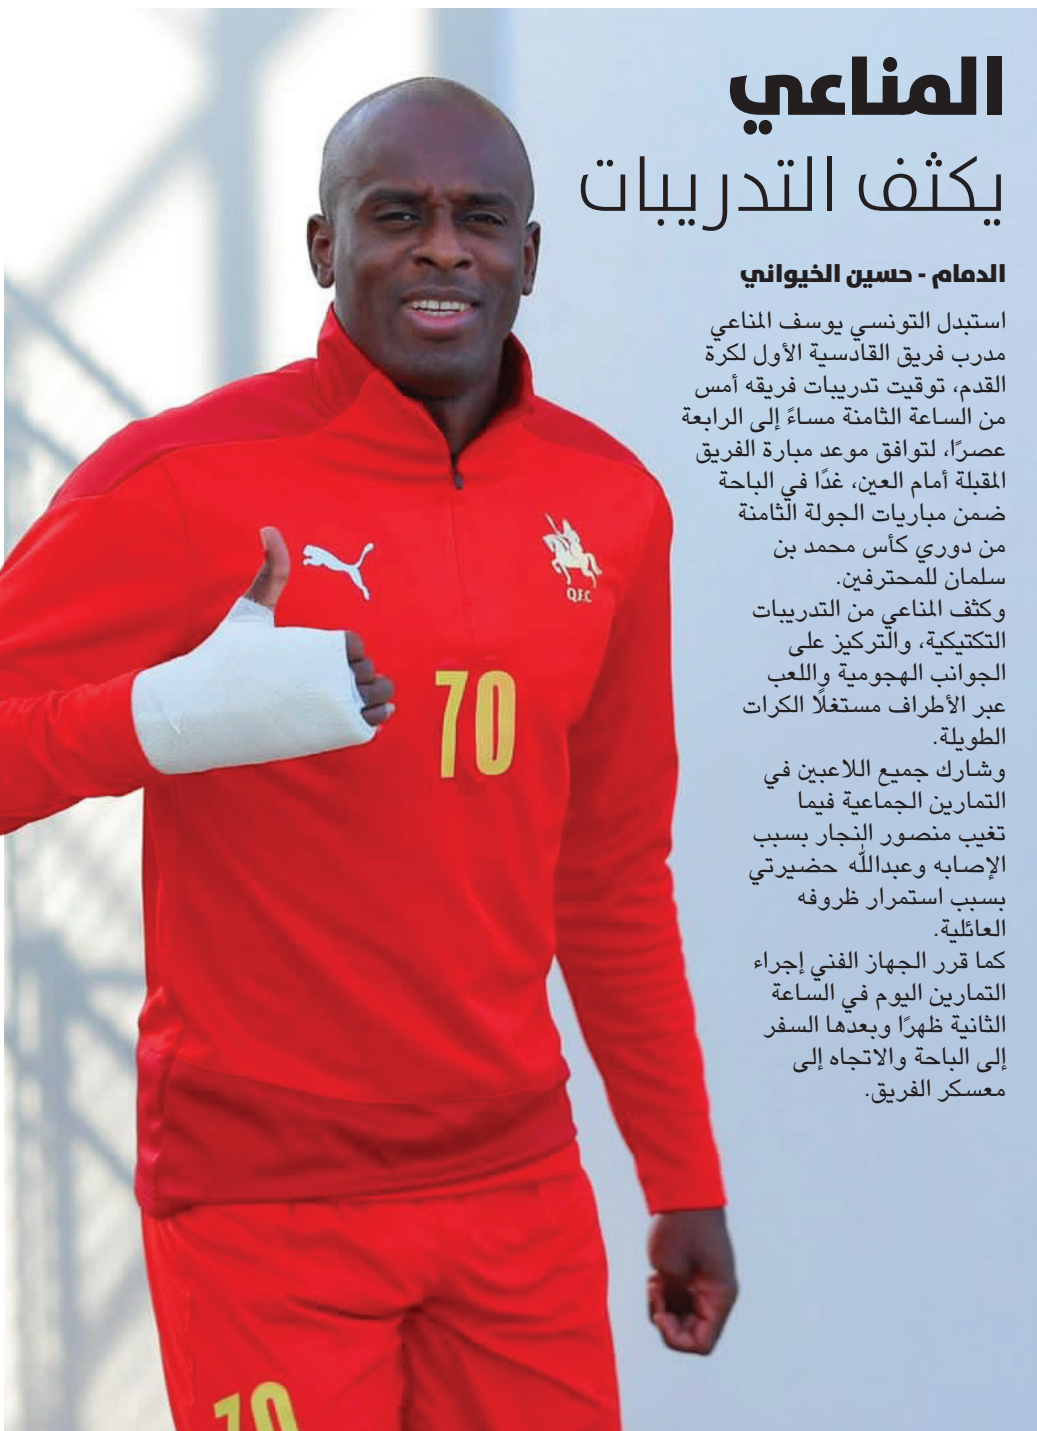 المناعي
يكثف التدريبات
الدمام - حسين الخيواني
استبدل التونسي يوسف المناعي
مدرب فريق القادسية الأول لكرة
القدم، توقيت تدريبات فريقه أمس
من الساعة الثامنة مساءً إلى الرابعة
عصرًا، لتوافق موعد مبارة الفريق
المقبلة أمام العين، غدًا في الباحة
ضمن مباريات الجولة الثامنة
من دوري كأس محمد بن
سلمان للمحترفين.
وكثف المناعي من التدريبات
التكتيكية، والتركيز على
الجوانب الهجومية واللعب
عبر الأطراف مستغلًا الكرات
الطويلة.
وشارك جميع اللاعبين في
التمارين الجماعية فيما
تغيب منصور النجار بسبب
الإصابه وعبدالله حضيرتي
بسبب استمرار ظروفه
العائلية.
كما قرر الجهاز الفني إجراء
التمارين اليوم في الساعة
الثانية ظهرًا وبعدها السفر
إلى الباحة والاتجاه إلى
معسكر الفريق.
Q.F.C
70
70